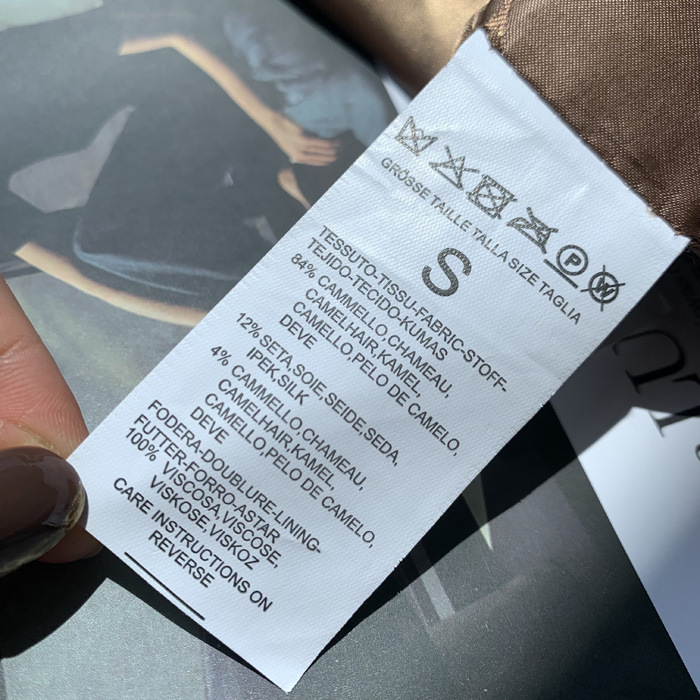 P W
GRÖSSE TAILLE TALLA SIZE TAGLIA
S
TESSUTO-TISSU-FABRIC-STOFF-
TEJIDO-TECIDO-KUMAS
84% CAMMELLO,CHAMEAU,
CAMELHAIR,KAMEL,
CAMELLO,PELO DE CAMELO,
DEVE
12% SETA,SOIE,SEIDE,SEDA,
IPEK,SILK
4% CAMMELLO,CHAMEAU,
CAMELHAIR,KAMEL,
CAMELLO,PELO DE CAMELO,
DEVE
FODERA-DOUBLURE-LINING-
FUTTER-FORRO-ASTAR
100% VISCOSA,VISCOSE,
VISKOSE,VISKOZ
CARE INSTRUCTIONS ON
REVERSE